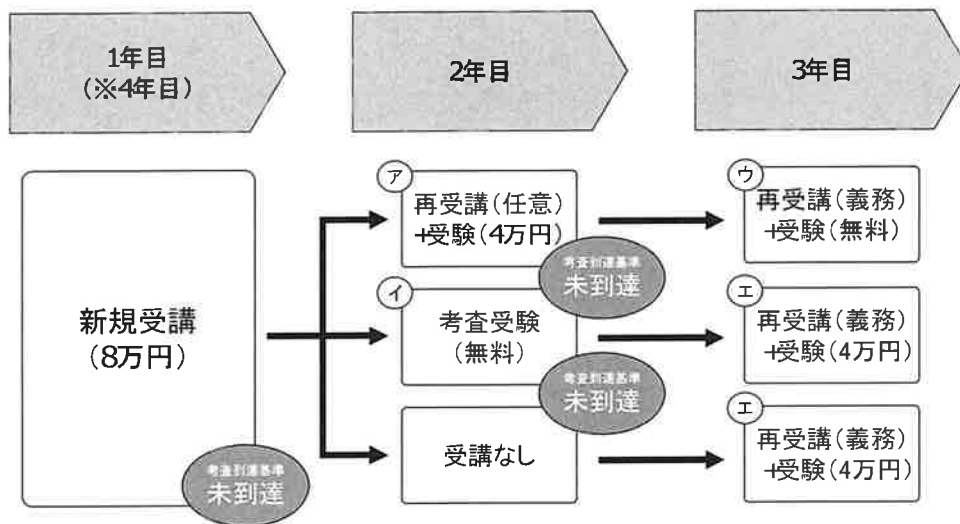 1年目
(※4年目)
2年目
3年目
新規受講
(8万円)
考査到達基準
未到達
ア
再受講(任意)
+受験(4万円)
考査到達基準
未到達
イ
考査受験
(無料)
考査到達基準
未到達
受講なし
ウ
再受講(義務)
+受験(無料)
エ
再受講(義務)
+受験(4万円)
エ
再受講(義務)
+受験(4万円)